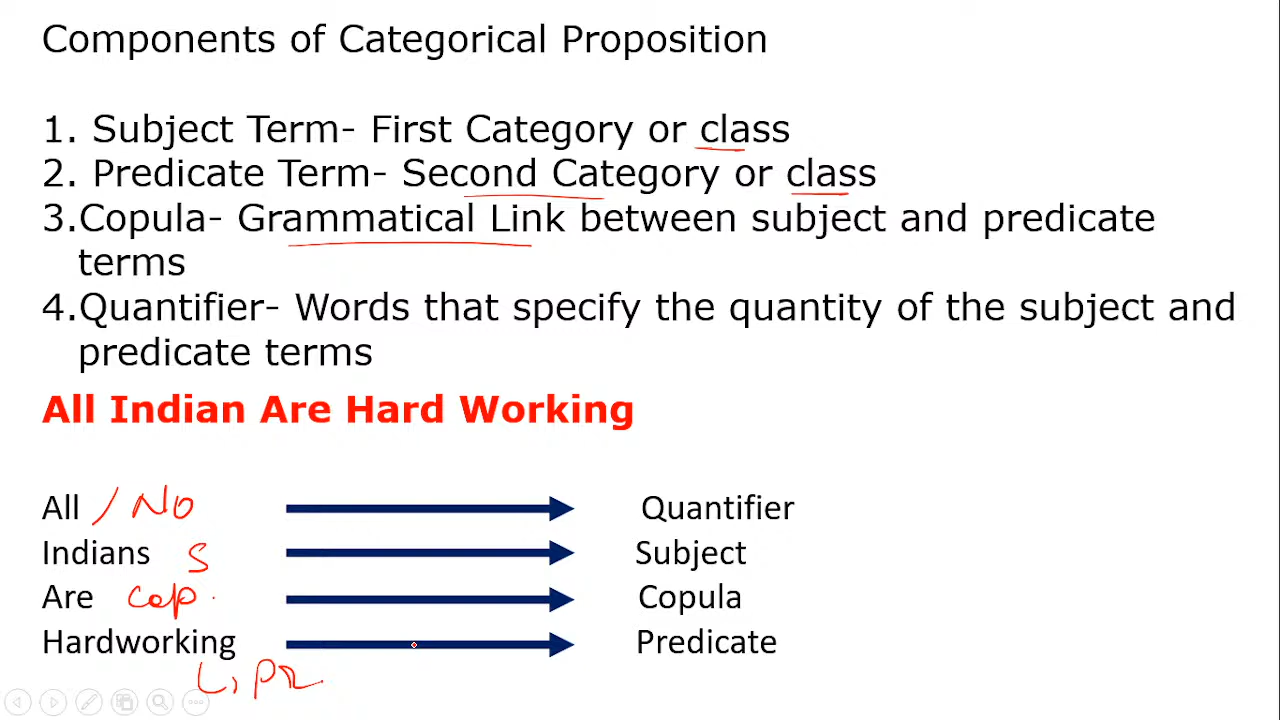 Components of Categorical Proposition
1. Subject Term- First Category or class
2. Predicate Term- Second Category or class
3.Copula- Grammatical Link between subject and predicate
terms
4.Quantifier- Words that specify the quantity of the subject and
predicate terms
All Indian Are Hard Working
All / No Quantifier
Indians S Subject
Are cop. Copula
Hardworking Predicate